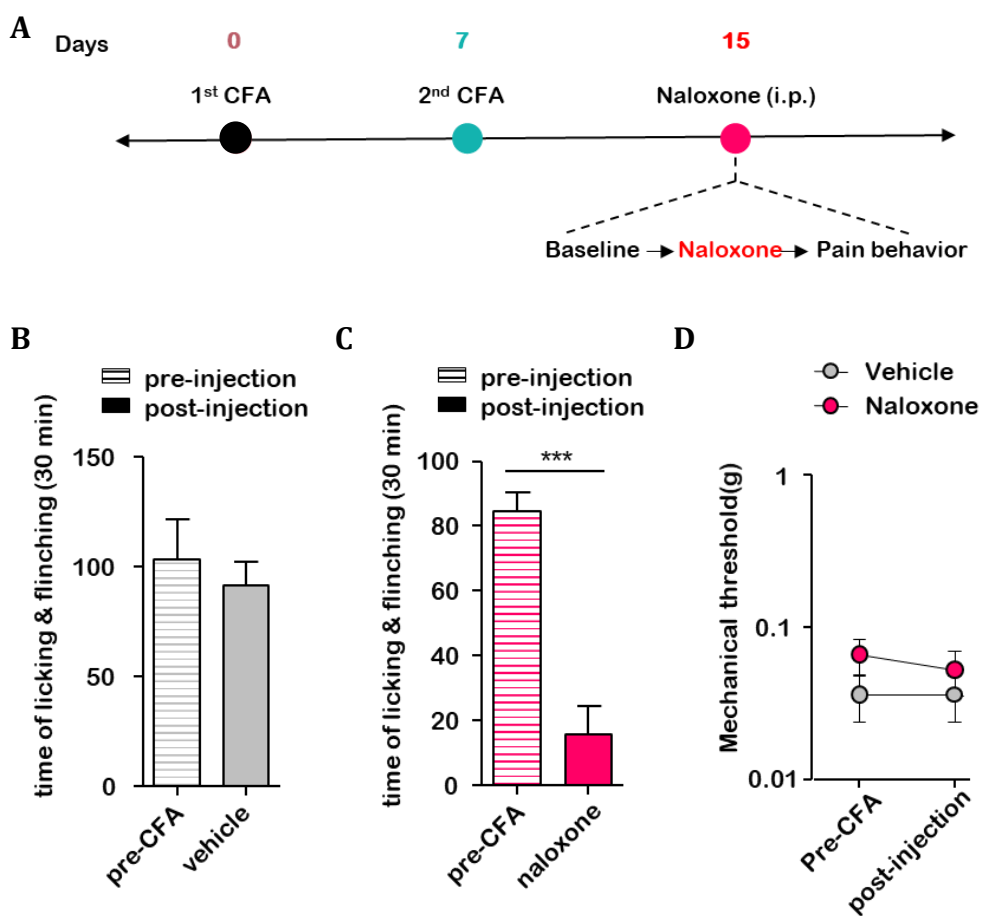 A
Days 0 7 15
1st CFA 2nd CFA Naloxone (i.p.)
Baseline Naloxone Pain behavior
B
pre-injection
post-injection
time of licking & flinching (30 min)
150
100
50
0
pre-CFA
vehicle
C
pre-injection
post-injection
time of licking & flinching (30 min)
100
80
60
40
20
0
***
pre-CFA
naloxone
D
Vehicle
Naloxone
Mechanical threshold(g)
1
0.1
0.01
Pre-CFA
post-injection